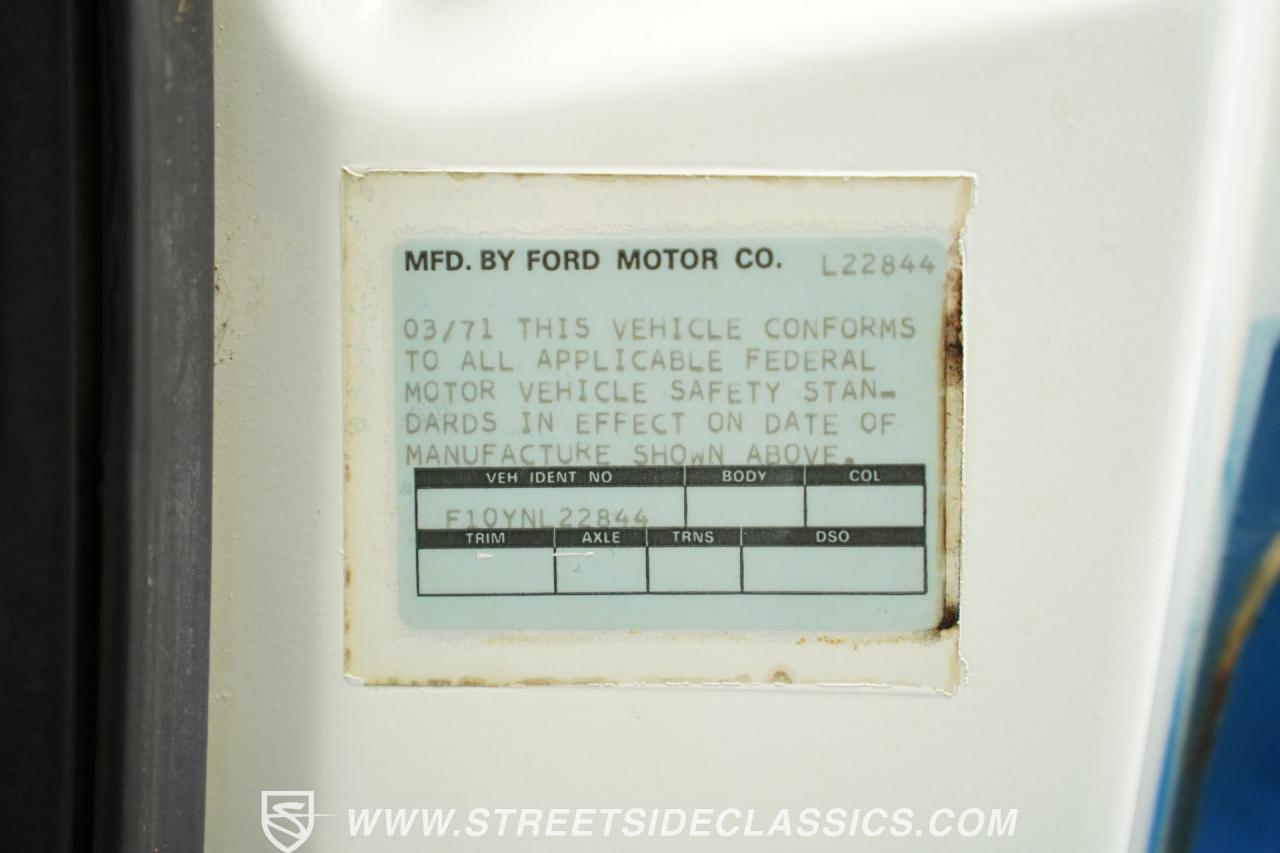 MFD. BY FORD MOTOR CO. L22844
03/71 THIS VEHICLE CONFORMS
TO ALL APPLICABLE FEDERAL
MOTOR VEHICLE SAFETY STAN-
DARDS IN EFFECT ON DATE OF
MANUFACTURE SHOWN ABOVE.
VEH IDENT NO BODY COL
F10YNL22844
TRIM AXLE TRNS DSO
WWW.STREETSIDECLASSICS.COM